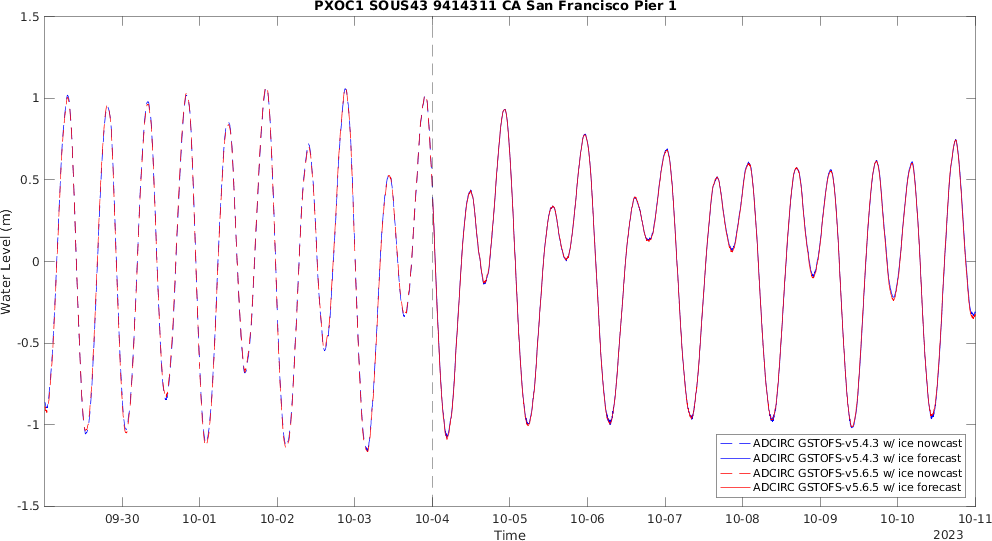 PXOC1 SOUS43 9414311 CA San Francisco Pier 1
1.5
1
0.5
0
-0.5
-1
-1.5
Water Level (m)
ADCIRC GSTOFS-v5.4.3 w/ ice nowcast
ADCIRC GSTOFS-v5.4.3 w/ ice forecast
ADCIRC GSTOFS-v5.6.5 w/ ice nowcast
ADCIRC GSTOFS-v5.6.5 w/ ice forecast
09-30 10-01 10-02 10-03 10-04 10-05 10-06 10-07 10-08 10-09 10-10 10-11
Time
2023